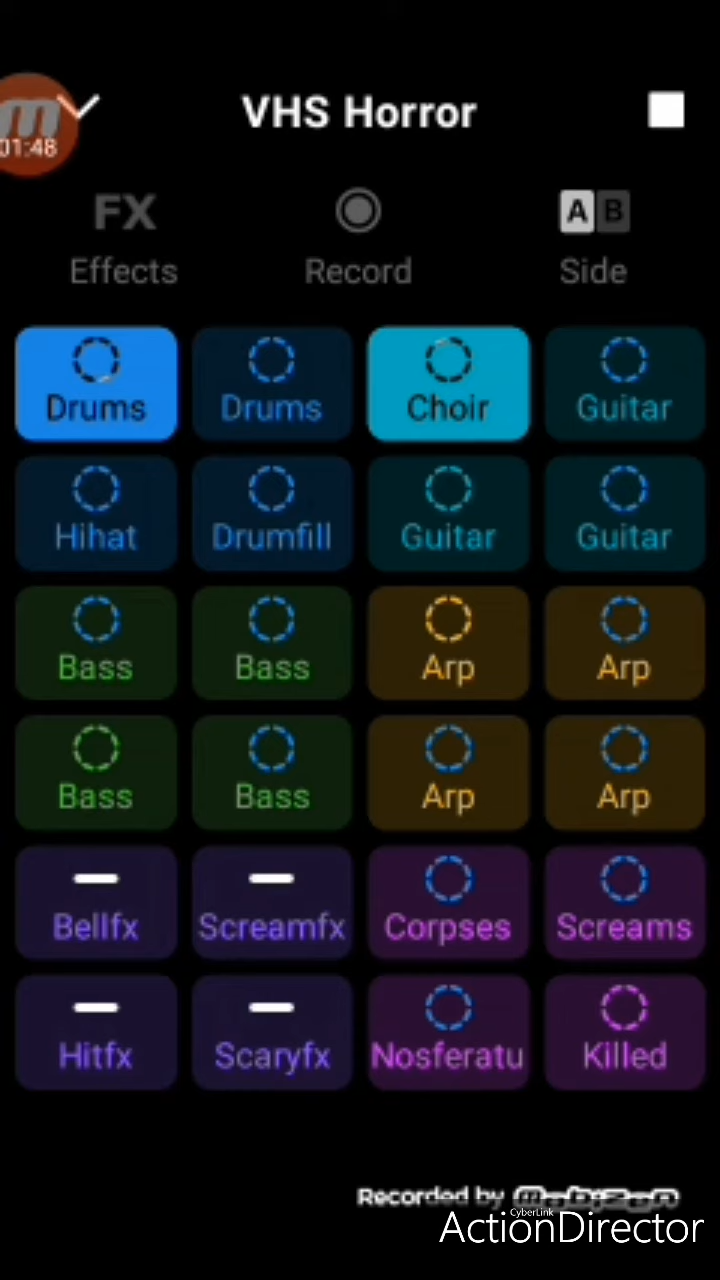 VHS Horror
m
01:48
FX
A B
Effects Record Side
Drums Drums Choir Guitar
Hihat Drumfill Guitar Guitar
Bass Bass Arp Arp
Bass Bass Arp Arp
Bellfx Screamfx Corpses Screams
Hitfx Scaryfx Nosferatu Killed
Recorded by mobizen
CyberLink
ActionDirector